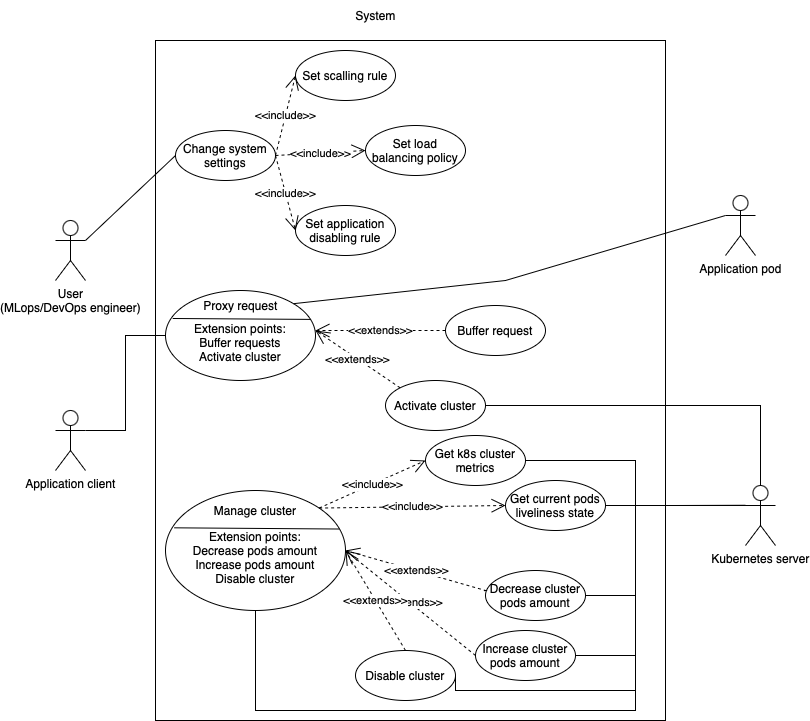 System
Set scalling rule
<<include>>
Change system
settings
<<include>>
Set load
balancing policy
<<include>>
Set application
disabling rule
User
(MLops/DevOps engineer)
Application pod
Proxy request
Extension points:
Buffer requests
Activate cluster
<<extends>>
Buffer request
<<extends>>
Activate cluster
Application client
Get k8s cluster
metrics
<<include>>
Manage cluster
<<include>>
Get current pods
liveliness state
Extension points:
Decrease pods amount
Increase pods amount
Disable cluster
Kubernetes server
<<extends>>
Decrease cluster
pods amount
<<extends>>
ends>>
Increase cluster
pods amount
Disable cluster